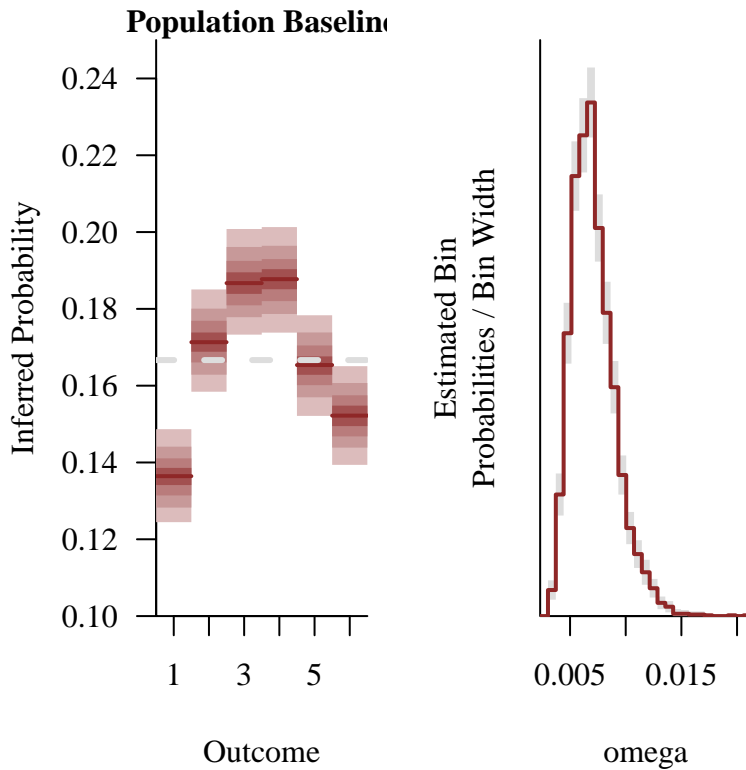 Population Baseline
0.24
0.22
0.20
0.18
0.16
0.14
0.12
0.10
Inferred Probability
1 3 5
Outcome
Estimated Bin
Probabilities / Bin Width
0.005 0.015
omega